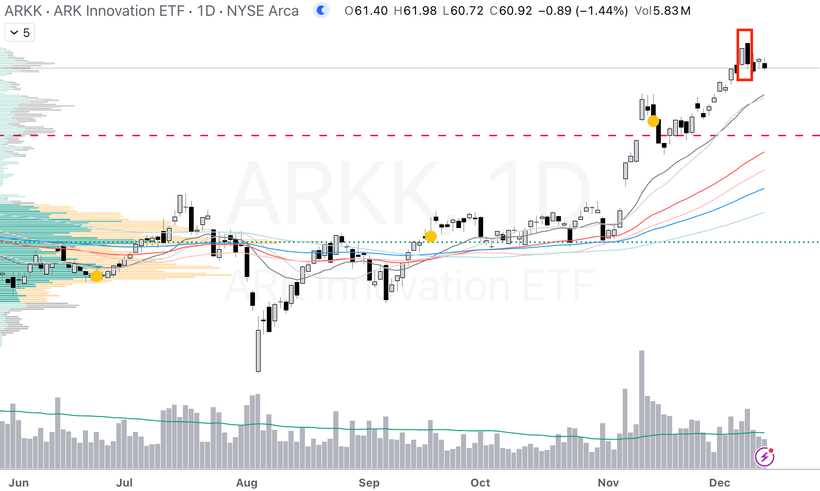 ARKK · ARK Innovation ETF · 1D · NYSE Arca O61.40 H61.98 L60.72 C60.92 −0.89 (−1.44%) Vol5.83M
5
ARKK, 1D
ARK Innovation ETF
Jun Jul Aug Sep Oct Nov Dec